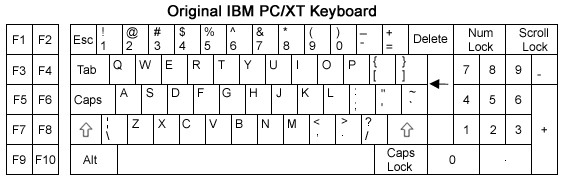 Original IBM PC/XT Keyboard
F1 F2 Esc ! 1 @ 2 # 3 $ 4 % 5 ^ 6 & 7 * 8 ( 9 ) 0 _ - + = Delete Num Lock Scroll Lock
F3 F4 Tab Q W E R T Y U I O P { [ } ] 7 8 9 -
F5 F6 Caps A S D F G H J K L : ; " ' ~ ` 4 5 6
F7 F8 ¦ \ Z X C V B N M < , > . ? / 1 2 3 +
F9 F10 Alt Caps Lock 0 .